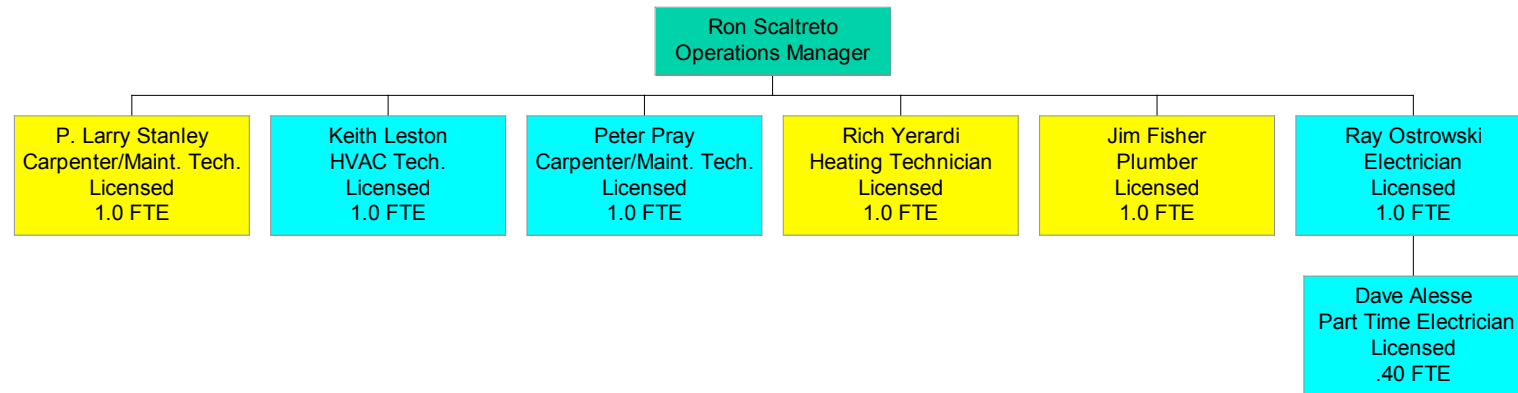 Ron Scaltreto
Operations Manager
P. Larry Stanley
Carpenter/Maint. Tech.
Licensed
1.0 FTE
Keith Leston
HVAC Tech.
Licensed
1.0 FTE
Peter Pray
Carpenter/Maint. Tech.
Licensed
1.0 FTE
Rich Yerardi
Heating Technician
Licensed
1.0 FTE
Jim Fisher
Plumber
Licensed
1.0 FTE
Ray Ostrowski
Electrician
Licensed
1.0 FTE
Dave Alesse
Part Time Electrician
Licensed
.40 FTE